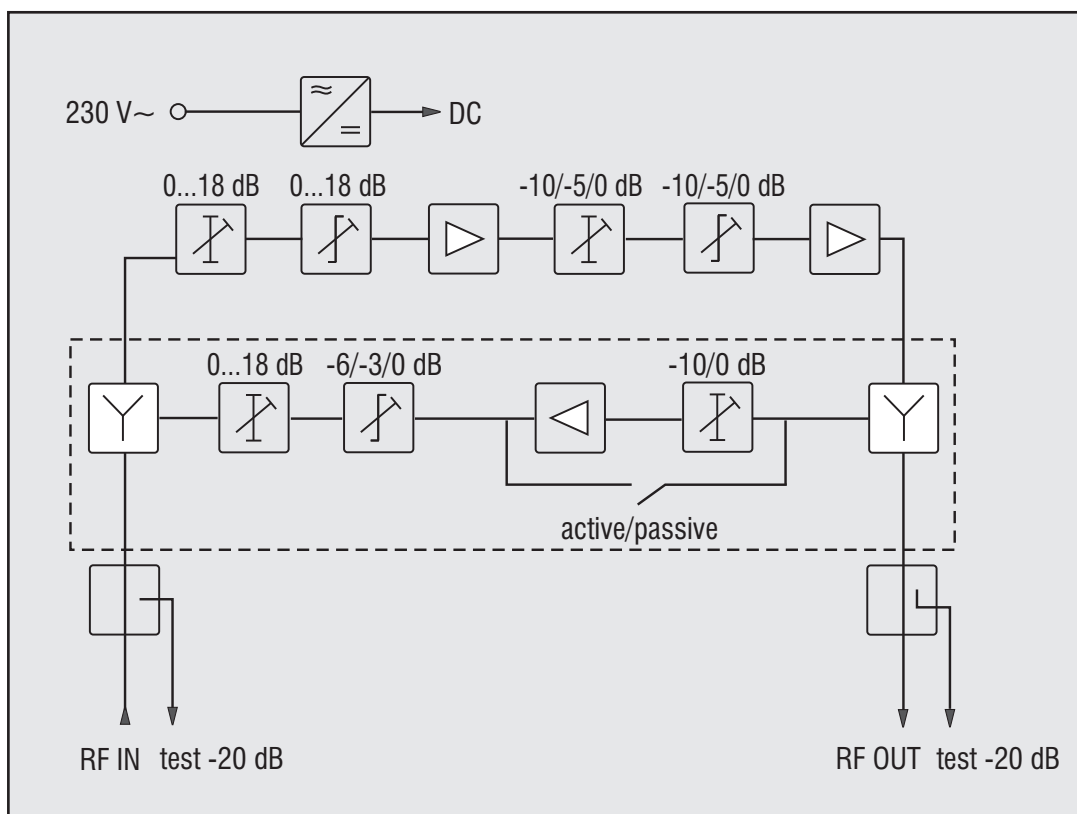 230 V~ DC
0...18 dB 0...18 dB -10/-5/0 dB -10/-5/0 dB
0...18 dB -6/-3/0 dB -10/0 dB
active/passive
RF IN test -20 dB RF OUT test -20 dB